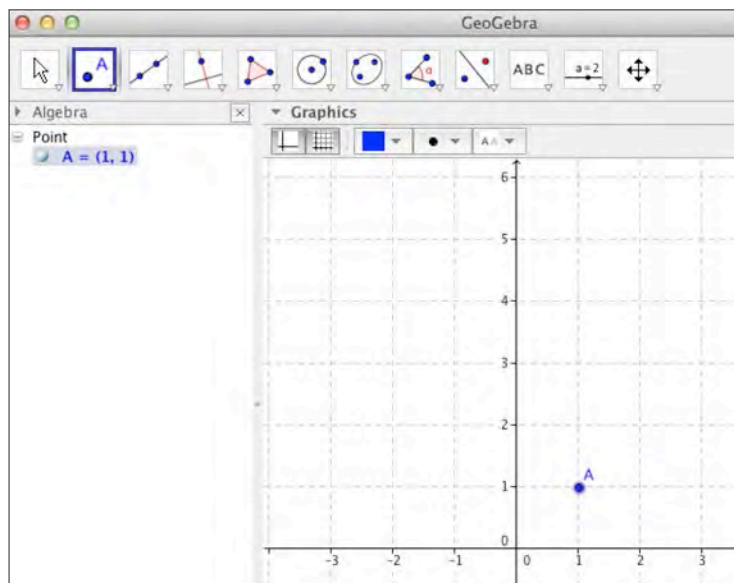 GeoGebra
A
ABC
a=2
Algebra
Graphics
Point
A = (1, 1)
6
5
4
3
2
A
1
0
-3 -2 -1 0 1 2 3